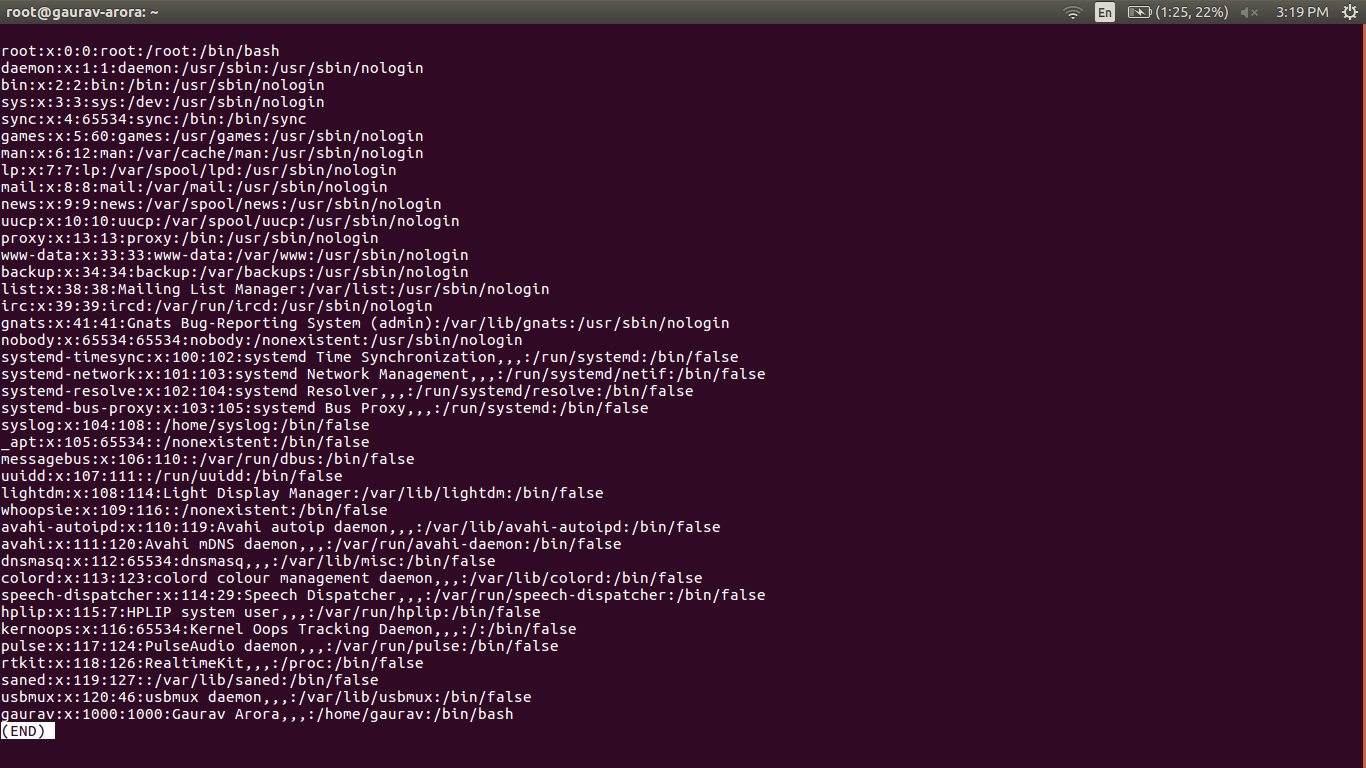 root@gaurav-arora: ~
En
(1:25, 22%)
3:19 PM
root:x:0:0:root:/root:/bin/bash
daemon:x:1:1:daemon:/usr/sbin:/usr/sbin/nologin
bin:x:2:2:bin:/bin:/usr/sbin/nologin
sys:x:3:3:sys:/dev:/usr/sbin/nologin
sync:x:4:65534:sync:/bin:/bin/sync
games:x:5:60:games:/usr/games:/usr/sbin/nologin
man:x:6:12:man:/var/cache/man:/usr/sbin/nologin
lp:x:7:7:lp:/var/spool/lpd:/usr/sbin/nologin
mail:x:8:8:mail:/var/mail:/usr/sbin/nologin
news:x:9:9:news:/var/spool/news:/usr/sbin/nologin
uucp:x:10:10:uucp:/var/spool/uucp:/usr/sbin/nologin
proxy:x:13:13:proxy:/bin:/usr/sbin/nologin
www-data:x:33:33:www-data:/var/www:/usr/sbin/nologin
backup:x:34:34:backup:/var/backups:/usr/sbin/nologin
list:x:38:38:Mailing List Manager:/var/list:/usr/sbin/nologin
irc:x:39:39:ircd:/var/run/ircd:/usr/sbin/nologin
gnats:x:41:41:Gnats Bug-Reporting System (admin):/var/lib/gnats:/usr/sbin/nologin
nobody:x:65534:65534:nobody:/nonexistent:/usr/sbin/nologin
systemd-timesync:x:100:102:systemd Time Synchronization,,,:/run/systemd:/bin/false
systemd-network:x:101:103:systemd Network Management,,,:/run/systemd/netif:/bin/false
systemd-resolve:x:102:104:systemd Resolver,,,:/run/systemd/resolve:/bin/false
systemd-bus-proxy:x:103:105:systemd Bus Proxy,,,:/run/systemd:/bin/false
syslog:x:104:108::/home/syslog:/bin/false
_apt:x:105:65534::/nonexistent:/bin/false
messagebus:x:106:110::/var/run/dbus:/bin/false
uuidd:x:107:111::/run/uuidd:/bin/false
lightdm:x:108:114:Light Display Manager:/var/lib/lightdm:/bin/false
whoopsie:x:109:116::/nonexistent:/bin/false
avahi-autoipd:x:110:119:Avahi autoip daemon,,,:/var/lib/avahi-autoipd:/bin/false
avahi:x:111:120:Avahi mDNS daemon,,,:/var/run/avahi-daemon:/bin/false
dnsmasq:x:112:65534:dnsmasq,,,:/var/lib/misc:/bin/false
colord:x:113:123:colord colour management daemon,,,:/var/lib/colord:/bin/false
speech-dispatcher:x:114:29:Speech Dispatcher,,,:/var/run/speech-dispatcher:/bin/false
hplip:x:115:7:HPLIP system user,,,:/var/run/hplip:/bin/false
kernoops:x:116:65534:Kernel Oops Tracking Daemon,,,:/:/bin/false
pulse:x:117:124:PulseAudio daemon,,,:/var/run/pulse:/bin/false
rtkit:x:118:126:RealtimeKit,,,:/proc:/bin/false
saned:x:119:127::/var/lib/saned:/bin/false
usbmux:x:120:46:usbmux daemon,,,:/var/lib/usbmux:/bin/false
gaurav:x:1000:1000:Gaurav Arora,,,:/home/gaurav:/bin/bash
(END)